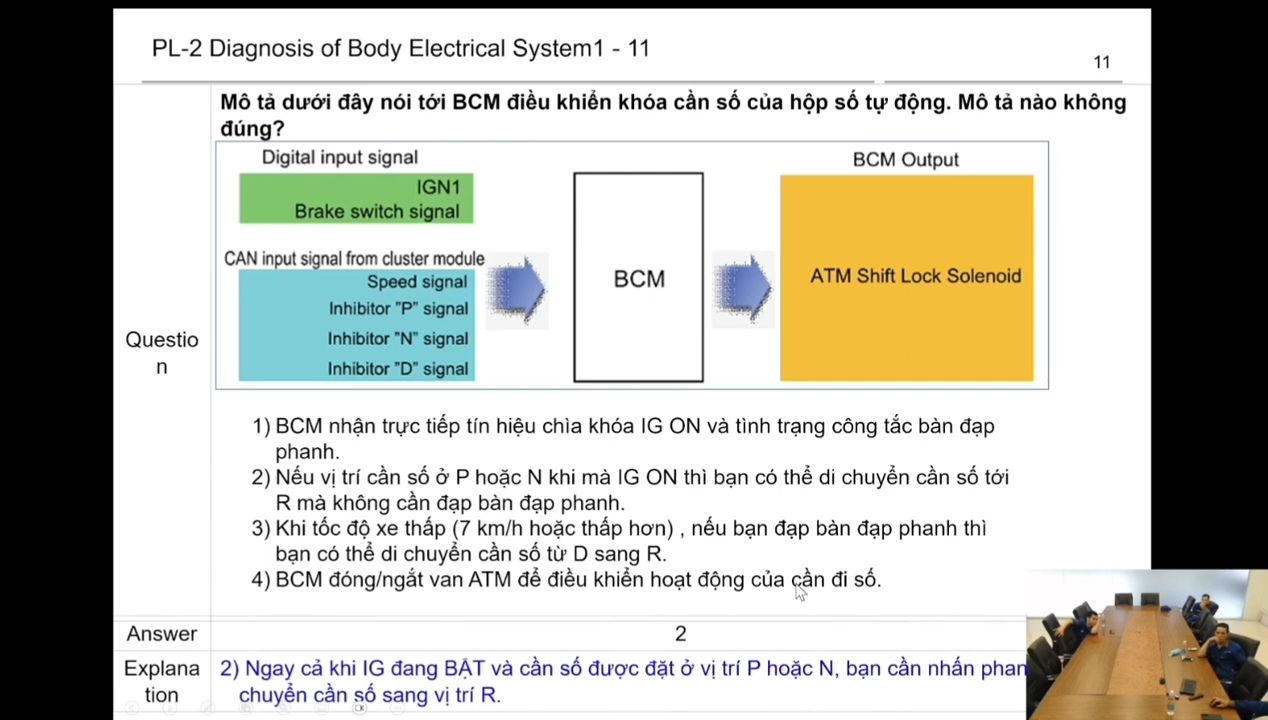 PL-2 Diagnosis of Body Electrical System1 - 11
11
Mô tả dưới đây nói tới BCM điều khiển khóa cần số của hộp số tự động. Mô tả nào không
đúng?
Digital input signal
BCM Output
IGN1
Brake switch signal
CAN input signal from cluster module
Speed signal
Inhibitor "P" signal
Inhibitor "N" signal
Inhibitor "D" signal
BCM
ATM Shift Lock Solenoid
Questio
n
1) BCM nhận trực tiếp tín hiệu chìa khóa IG ON và tình trạng công tắc bàn đạp
phanh.
2) Nếu vị trí cần số ở P hoặc N khi mà IG ON thì bạn có thể di chuyển cần số tới
R mà không cần đạp bàn đạp phanh.
3) Khi tốc độ xe thấp (7 km/h hoặc thấp hơn) , nếu bạn đạp bàn đạp phanh thì
bạn có thể di chuyển cần số từ D sang R.
4) BCM đóng/ngắt van ATM để điều khiển hoạt động của cần đi số.
Answer
2
Explana
tion
2) Ngay cả khi IG đang BẬT và cần số được đặt ở vị trí P hoặc N, bạn cần nhấn phan
chuyển cần số sang vị trí R.